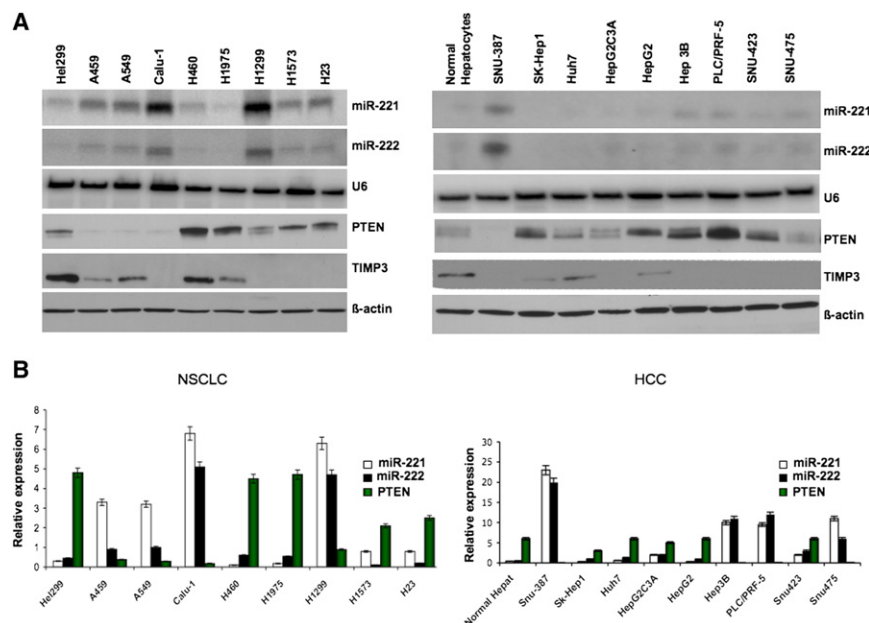 A
Hel299
A459
A549
Calu-1
H460
H1975
H1299
H1573
H23
miR-221
miR-222
U6
PTEN
TIMP3
ß-actin
Normal
Hepatocytes
SNU-387
SK-Hep1
Huh7
HepG2C3A
HepG2
Hep 3B
PLC/PRF-5
SNU-423
SNU-475
miR-221
miR-222
U6
PTEN
TIMP3
ß-actin
B
NSCLC
Relative expression
8
7
6
5
4
3
2
1
0
miR-221
miR-222
PTEN
Hel299
A459
A549
Calu-1
H460
H1975
H1299
H1573
H23
HCC
Relative expression
30
25
20
15
10
5
0
miR-221
miR-222
PTEN
Normal Hepat
Snu-387
Sk-Hep1
Huh7
HepG2C3A
HepG2
Hep3B
PLC/PRF-5
Snu423
Snu475